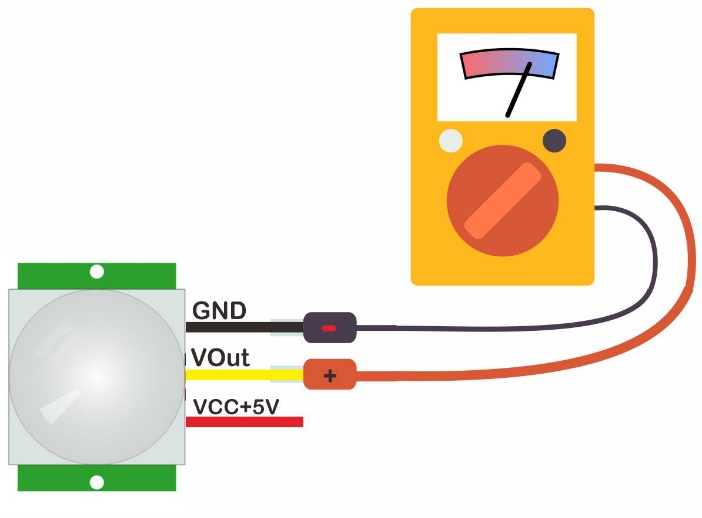 GND
-
VOut
+
VCC+5V